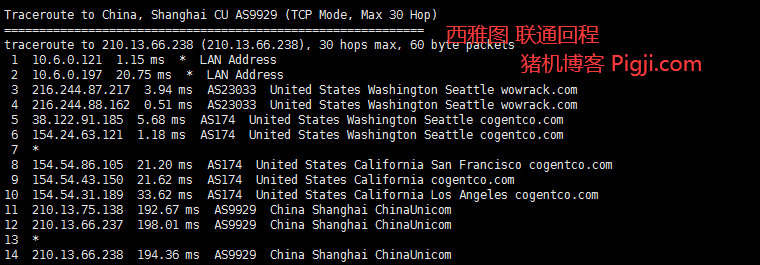 Traceroute to China, Shanghai CU AS9929 (TCP Mode, Max 30 Hop)
============================================================
traceroute to 210.13.66.238 (210.13.66.238), 30 hops max, 60 byte packets
西雅图 联通回程
猪机博客 Pigji.com
1 10.6.0.121 1.15 ms * LAN Address
2 10.6.0.197 20.75 ms * LAN Address
3 216.244.87.217 3.94 ms AS23033 United States Washington Seattle wowrack.com
4 216.244.88.162 0.51 ms AS23033 United States Washington Seattle wowrack.com
5 38.122.91.185 5.68 ms AS174 United States Washington Seattle cogentco.com
6 154.24.63.121 1.18 ms AS174 United States Washington Seattle cogentco.com
7 *
8 154.54.86.105 21.20 ms AS174 United States California San Francisco cogentco.com
9 154.54.43.150 21.62 ms AS174 United States California cogentco.com
10 154.54.31.189 33.62 ms AS174 United States California Los Angeles cogentco.com
11 210.13.75.138 192.67 ms AS9929 China Shanghai ChinaUnicom
12 210.13.66.237 198.01 ms AS9929 China Shanghai ChinaUnicom
13 *
14 210.13.66.238 194.36 ms AS9929 China Shanghai ChinaUnicom